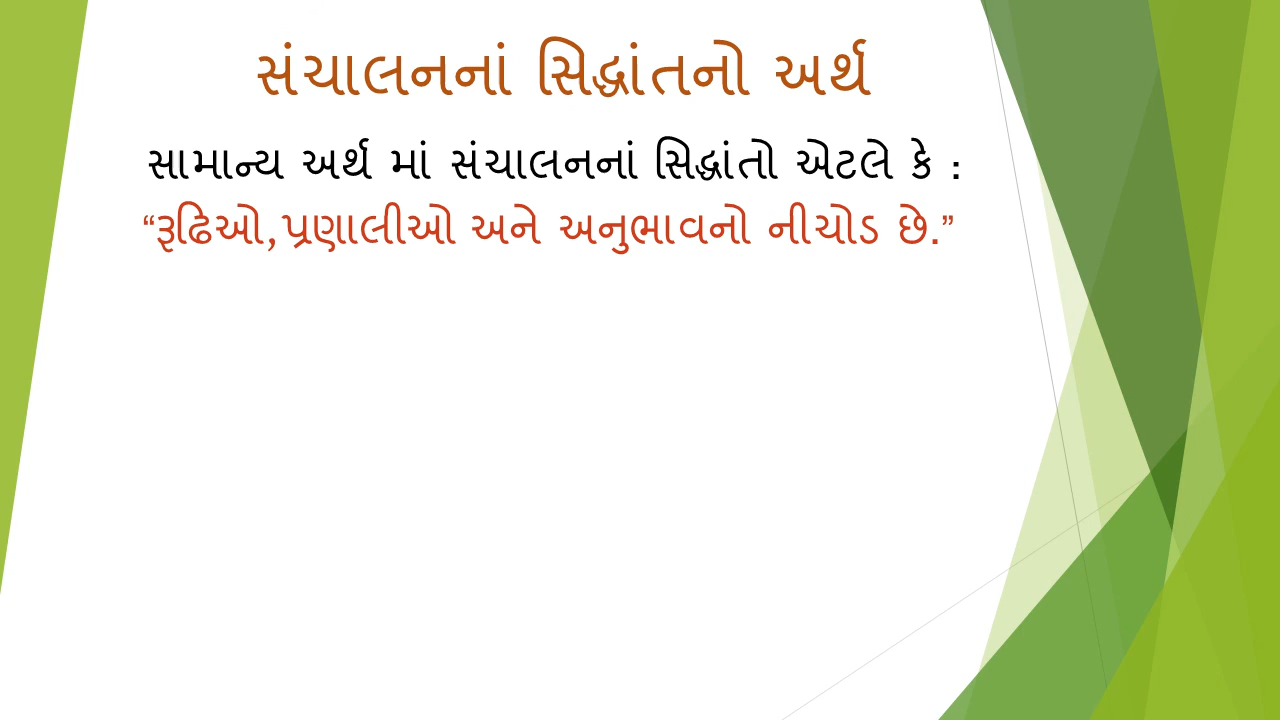 સંચાલનનાં સિદ્ધાંતનો અર્થ
સામાન્ય અર્થ માં સંચાલનનાં સિદ્ધાંતો એટલે કે :
“રૂઢિઓ,પ્રણાલીઓ અને અનુભાવનો નીચોડ છે.”